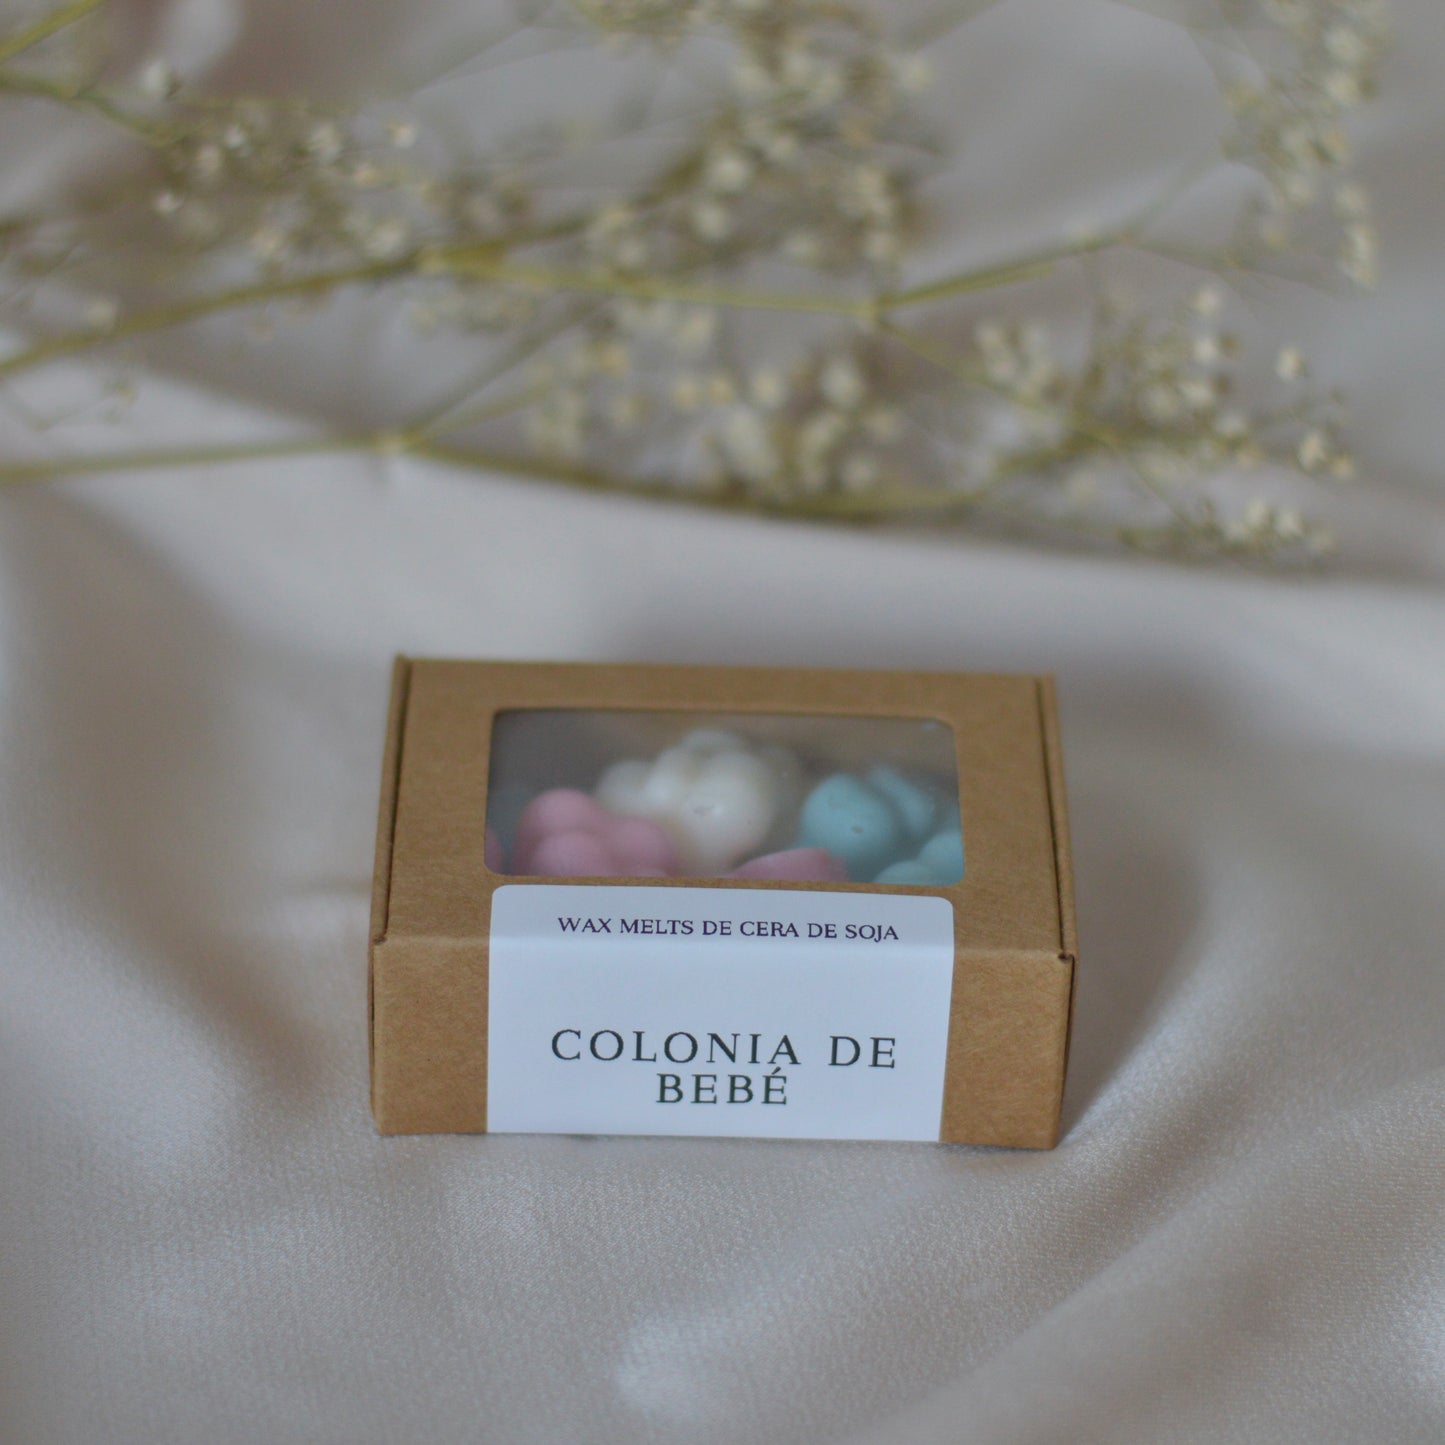 WAX MELTS DE CERA DE SOJA
COLONIA DE
BEBÉ